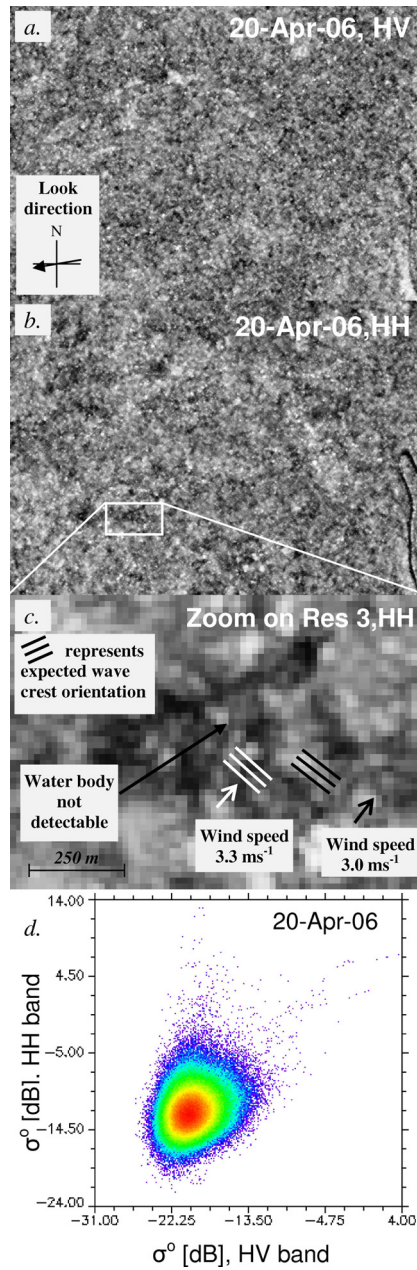 a.
20-Apr-06, HV
Look
direction
N
b.
20-Apr-06,HH
c.
Zoom on Res 3,HH
represents
expected wave
crest orientation
Water body
not
detectable
Wind speed
3.3 ms⁻¹
Wind speed
3.0 ms⁻¹
250 m
d.
20-Apr-06
14.00
4.50
−5.00
−14.50
−24.00
σ° [dB]. HH band
−31.00 −22.25 −13.50 −4.75 4.00
σ° [dB], HV band